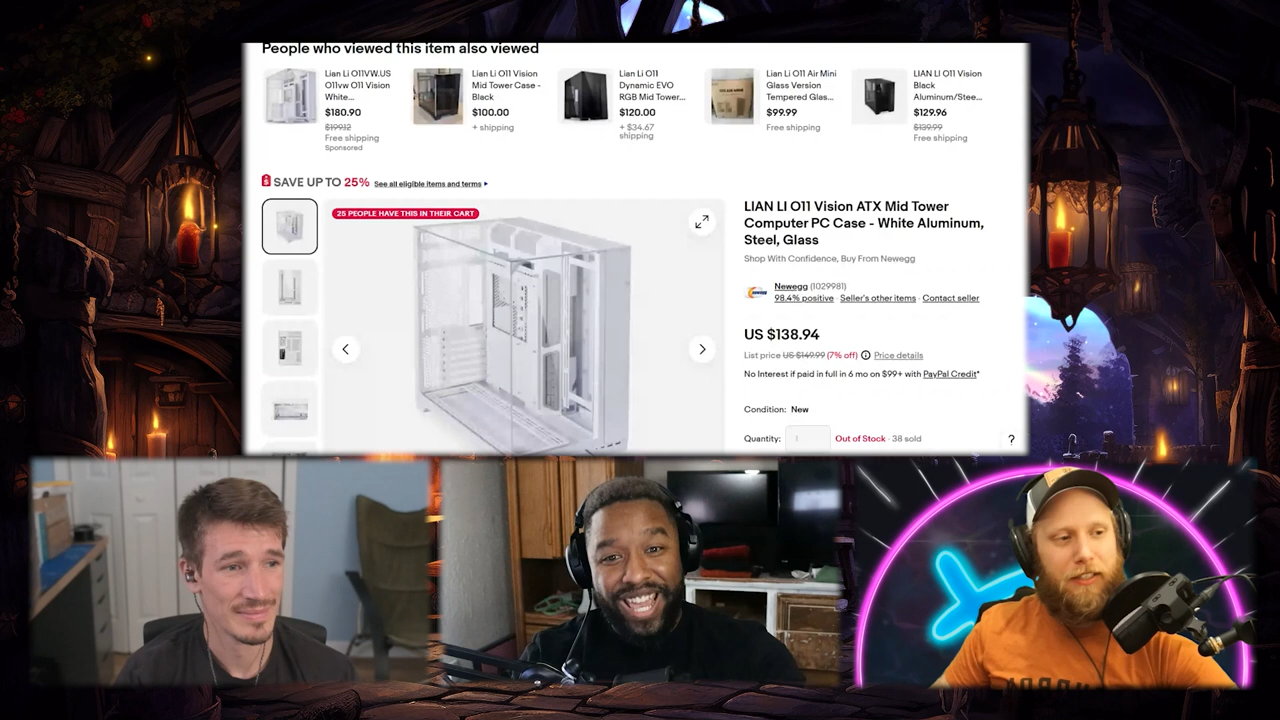 People who viewed this item also viewed
Lian Li O11VW.US
O11vw O11 Vision
White...
$180.90
$199.12
Free shipping
Sponsored
Lian Li O11 Vision
Mid Tower Case -
Black
$100.00
+ shipping
Lian Li O11
Dynamic EVO
RGB Mid Tower...
$120.00
+ $34.67
shipping
Lian Li O11 Air Mini
Glass Version
Tempered Glas...
$99.99
Free shipping
LIAN LI O11 Vision
Black
Aluminum/Stee...
$129.96
$139.99
Free shipping
SAVE UP TO 25% See all eligible items and terms
25 PEOPLE HAVE THIS IN THEIR CART
LIAN LI O11 Vision ATX Mid Tower
Computer PC Case - White Aluminum,
Steel, Glass
Shop With Confidence, Buy From Newegg
Newegg (1029981)
98.4% positive · Seller's other items · Contact seller
US $138.94
List price US $149.99 (7% off) Price details
No Interest if paid in full in 6 mo on $99+ with PayPal Credit*
Condition: New
Quantity: 1 Out of Stock · 38 sold
?